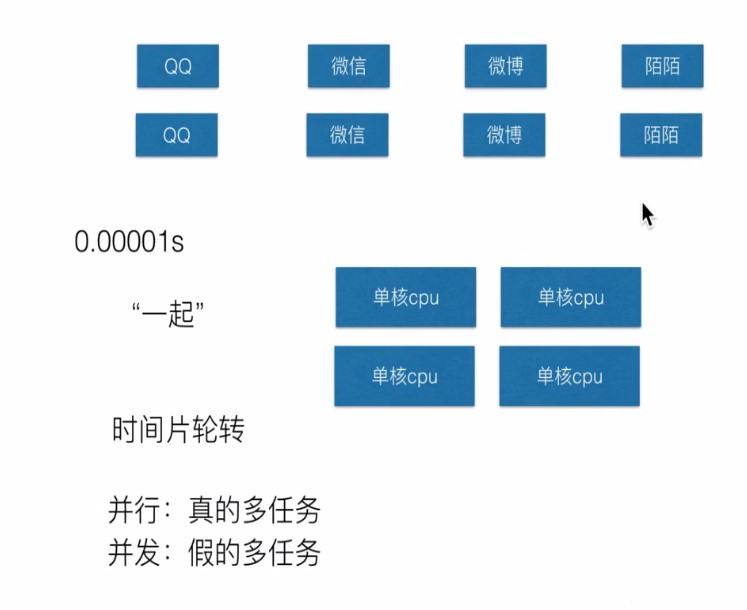 QQ 微信 微博 陌陌
QQ 微信 微博 陌陌
0.00001s
“一起”
单核cpu 单核cpu
单核cpu 单核cpu
时间片轮转
并行：真的多任务
并发：假的多任务